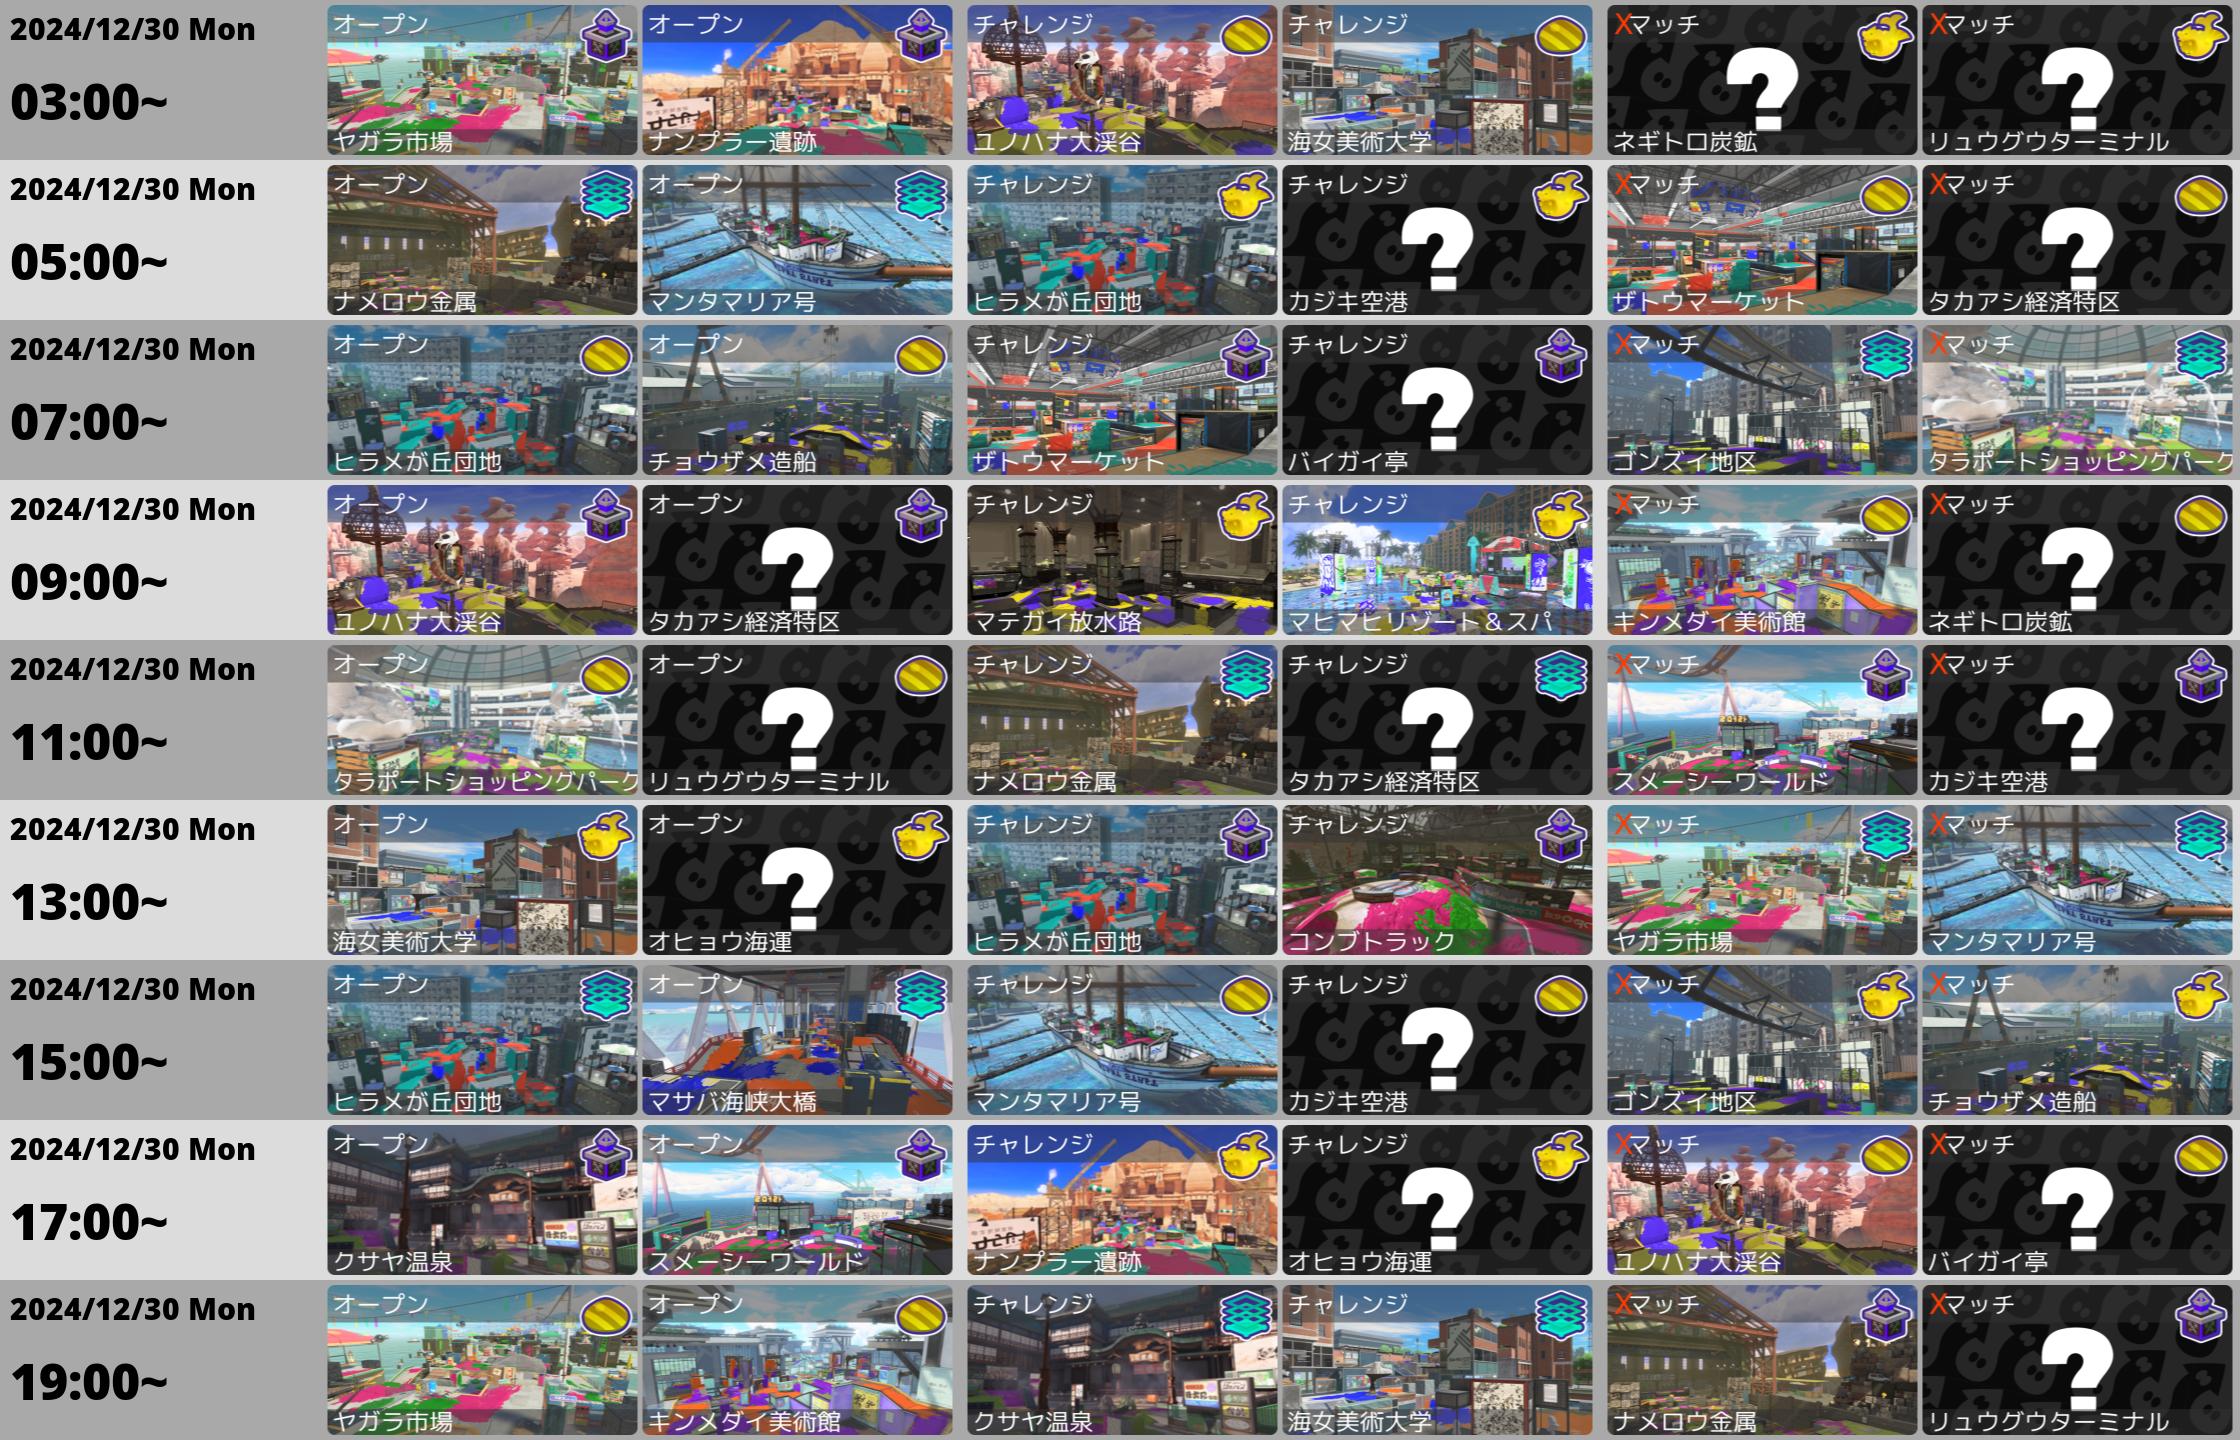 2024/12/30 Mon
03:00~
オープン
ヤガラ市場
オープン
ナンプラー遺跡
チャレンジ
ユノハナ大渓谷
チャレンジ
海女美術大学
Xマッチ
ネギトロ炭鉱
Xマッチ
リュウグウターミナル
2024/12/30 Mon
05:00~
オープン
ナメロウ金属
オープン
マンタマリア号
チャレンジ
ヒラメが丘団地
チャレンジ
カジキ空港
Xマッチ
ザトウマーケット
Xマッチ
タカアシ経済特区
2024/12/30 Mon
07:00~
オープン
ヒラメが丘団地
オープン
チョウザメ造船
チャレンジ
ザトウマーケット
チャレンジ
バイガイ亭
Xマッチ
ゴンズイ地区
Xマッチ
タラポートショッピングパーク
2024/12/30 Mon
09:00~
オープン
ユノハナ大渓谷
オープン
タカアシ経済特区
チャレンジ
マテガイ放水路
チャレンジ
マヒマヒリゾート＆スパ
Xマッチ
キンメダイ美術館
Xマッチ
ネギトロ炭鉱
2024/12/30 Mon
11:00~
オープン
タラポートショッピングパーク
オープン
リュウグウターミナル
チャレンジ
ナメロウ金属
チャレンジ
タカアシ経済特区
Xマッチ
スメーシーワールド
Xマッチ
カジキ空港
2024/12/30 Mon
13:00~
オープン
海女美術大学
オープン
オヒョウ海運
チャレンジ
ヒラメが丘団地
チャレンジ
コンブトラック
Xマッチ
ヤガラ市場
Xマッチ
マンタマリア号
2024/12/30 Mon
15:00~
オープン
ヒラメが丘団地
オープン
マサバ海峡大橋
チャレンジ
マンタマリア号
チャレンジ
カジキ空港
Xマッチ
ゴンズイ地区
Xマッチ
チョウザメ造船
2024/12/30 Mon
17:00~
オープン
クサヤ温泉
オープン
スメーシーワールド
チャレンジ
ナンプラー遺跡
チャレンジ
オヒョウ海運
Xマッチ
ユノハナ大渓谷
Xマッチ
バイガイ亭
2024/12/30 Mon
19:00~
オープン
ヤガラ市場
オープン
キンメダイ美術館
チャレンジ
クサヤ温泉
チャレンジ
海女美術大学
Xマッチ
ナメロウ金属
Xマッチ
リュウグウターミナル